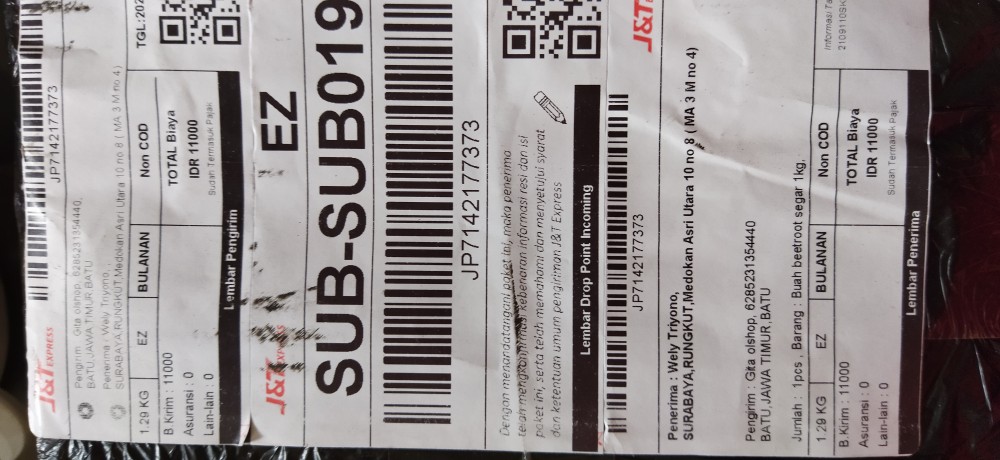 J&T EXPRESS
JP7142177373
Pengirim : Gita olshop, 6285231354440,
BATU,JAWA TIMUR,BATU
Penerima : Wely Triyono,
SURABAYA,RUNGKUT,Medokan Asri Utara 10 no 8 ( MA 3 M no 4)
1.29 KG EZ BULANAN Non COD
B.Kirim : 11000
Asuransi : 0
Lain-lain : 0
TOTAL Biaya
IDR 11000
Sudah Termasuk Pajak
Lembar Pengirim
TGL:202
J&T EXPRESS
EZ
SUB-SUB019
JP7142177373
Dengan menandatangani paket ini, maka penerima
telah mengkonfirmasi kebenaran informasi resi dan isi
paket ini, serta telah memahami dan menyetujui syarat
dan ketentuan umum pengiriman J&T Express
Lembar Drop Point Incoming
JP7142177373
J&T
Penerima : Wely Triyono,
SURABAYA,RUNGKUT,Medokan Asri Utara 10 no 8 ( MA 3 M no 4)
Pengirim : Gita olshop, 6285231354440
BATU,JAWA TIMUR,BATU
Jumlah : 1pcs , Barang : Buah beetroot segar 1kg,
Informasi Ta
2109110SK
1.29 KG EZ BULANAN Non COD
B.Kirim : 11000
Asuransi : 0
Lain-lain : 0
TOTAL Biaya
IDR 11000
Sudah Termasuk Pajak
Lembar Penerima